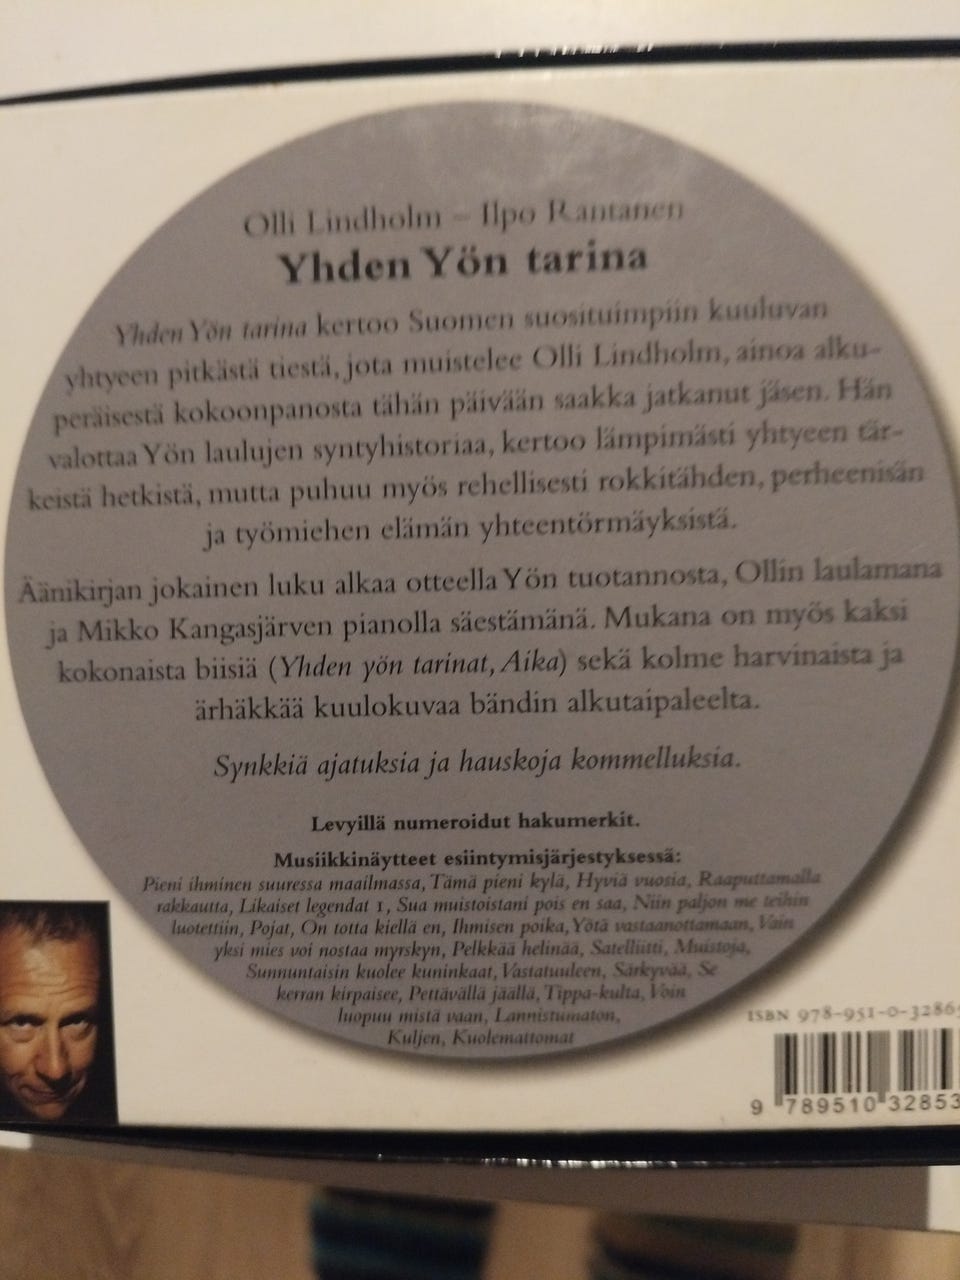 Olli Lindholm – Ilpo Rantanen
Yhden Yön tarina
Yhden Yön tarina kertoo Suomen suosituimpiin kuuluvan
yhtyeen pitkästä tiestä, jota muistelee Olli Lindholm, ainoa alku-
peräisestä kokoonpanosta tähän päivään saakka jatkanut jäsen. Hän
valottaa Yön laulujen syntyhistoriaa, kertoo lämpimästi yhtyeen tär-
keistä hetkistä, mutta puhuu myös rehellisesti rokkitähden, perheenisän
ja työmiehen elämän yhteentörmäyksistä.
Äänikirjan jokainen luku alkaa otteella Yön tuotannosta, Ollin laulamana
ja Mikko Kangasjärven pianolla säestämänä. Mukana on myös kaksi
kokonaista biisiä (Yhden yön tarinat, Aika) sekä kolme harvinaista ja
ärhäkkää kuulokuvaa bändin alkutaipaleelta.
Synkkiä ajatuksia ja hauskoja kommelluksia.
Levyillä numeroidut hakumerkit.
Musiikkinäytteet esiintymisjärjestyksessä:
Pieni ihminen suuressa maailmassa, Tämä pieni kylä, Hyviä vuosia, Raaputtamalla
rakkautta, Likaiset legendat 1, Sua muistoistani pois en saa, Niin paljon me teihin
luotettiin, Pojat, On totta kiellä en, Ihmisen poika, Yötä vastaanottamaan, Vain
yksi mies voi nostaa myrskyn, Pelkkää helinää, Satelliitti, Muistoja,
Sunnuntaisin kuolee kuninkaat, Vastatuuleen, Särkyvää, Se
kerran kirpaisee, Pettävällä jäällä, Tippa-kulta, Voin
luopuu mistä vaan, Lannistumaton,
Kuljen, Kuolemattomat
ISBN 978-951-0-3286
9 789510 32853